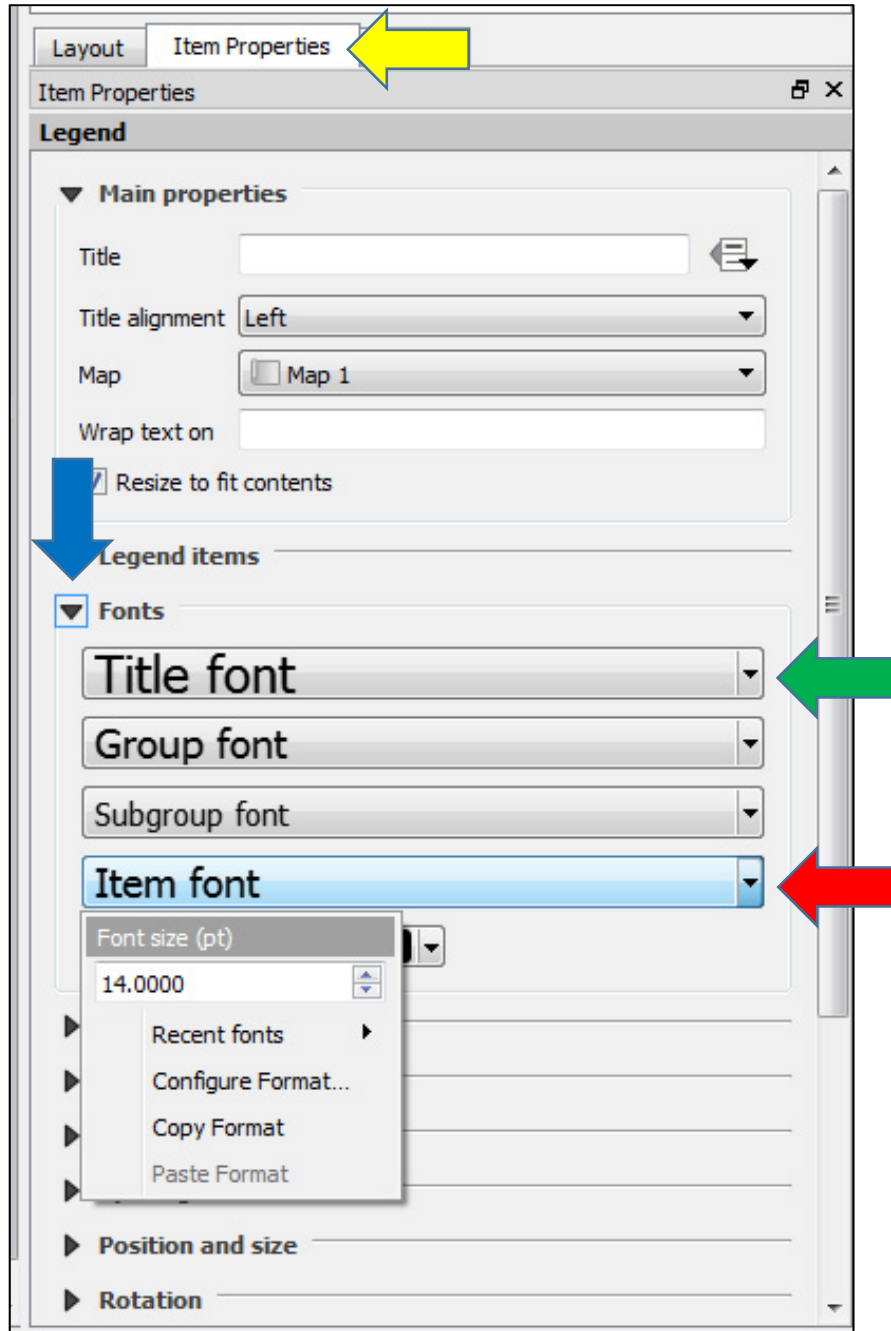 Layout Item Properties
Item Properties
Legend
Main properties
Title
Title alignment Left
Map Map 1
Wrap text on
Resize to fit contents
Legend items
Fonts
Title font
Group font
Subgroup font
Item font
Font size (pt)
14.0000
Recent fonts
Configure Format...
Copy Format
Paste Format
Position and size
Rotation